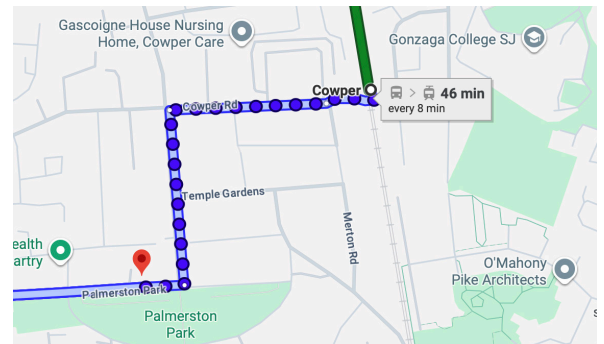 Gascoigne House Nursing
Home, Cowper Care
Gonzaga College SJ
Cowper
46 min
every 8 min
Cowper Rd
Temple Gardens
Merton Rd
ealth
artry
O'Mahony
Pike Architects
Palmerston Park
Palmerston
Park
s